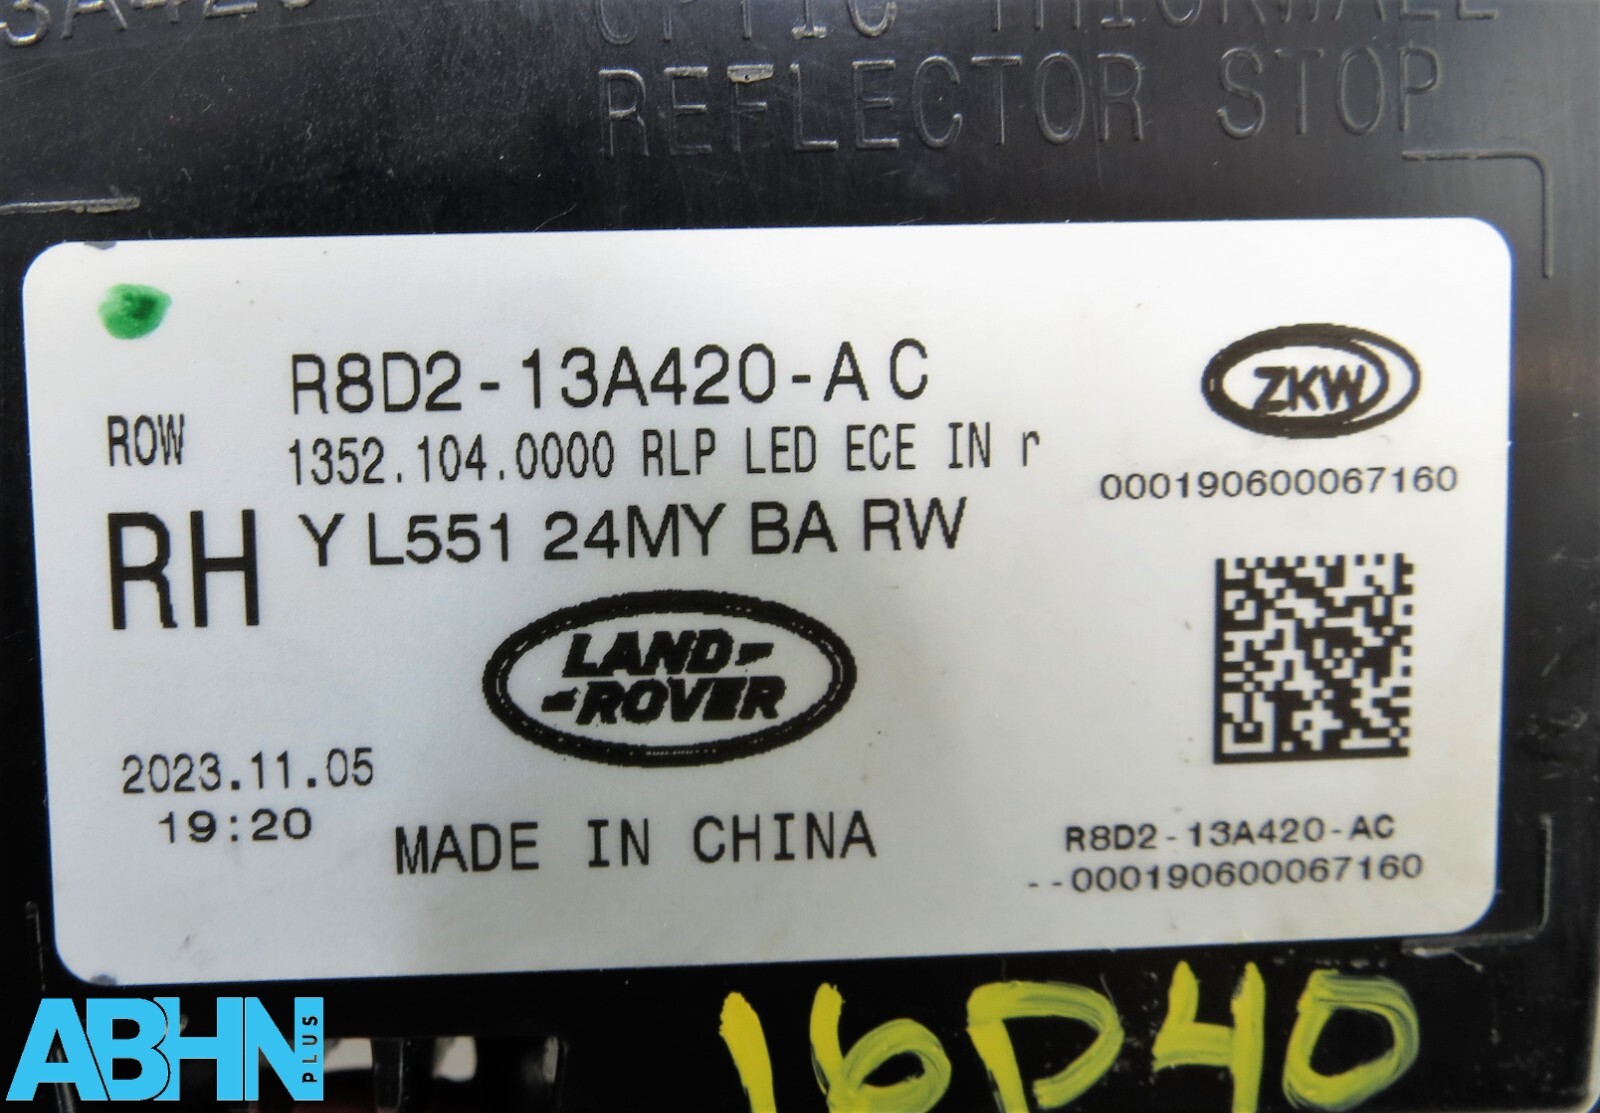 REFLECTOR STOP
R8D2-13A420-AC
ROW
1352.104.0000 RLP LED ECE IN r
RH
Y L551 24MY BA RW
ZKW
000190600067160
LAND-
-ROVER
2023.11.05
19:20
MADE IN CHINA
R8D2-13A420-AC
--000190600067160
16D40
ABHN PLUS